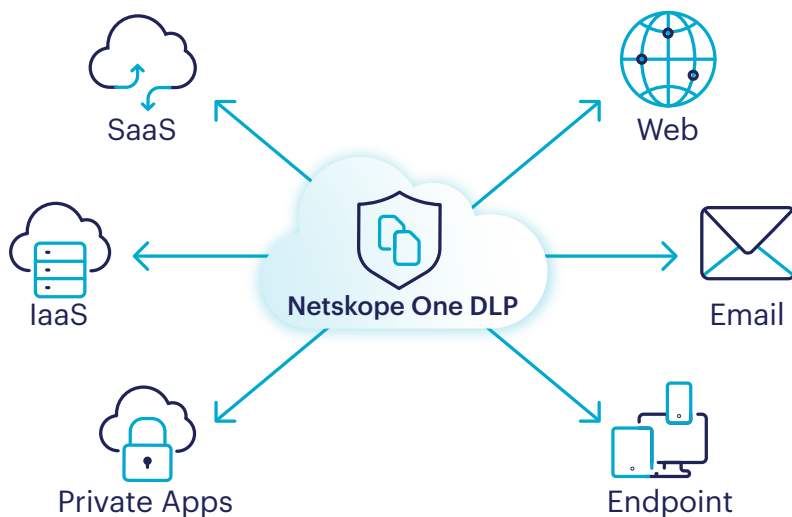 SaaS
Web
Netskope One DLP
IaaS
Email
Private Apps
Endpoint